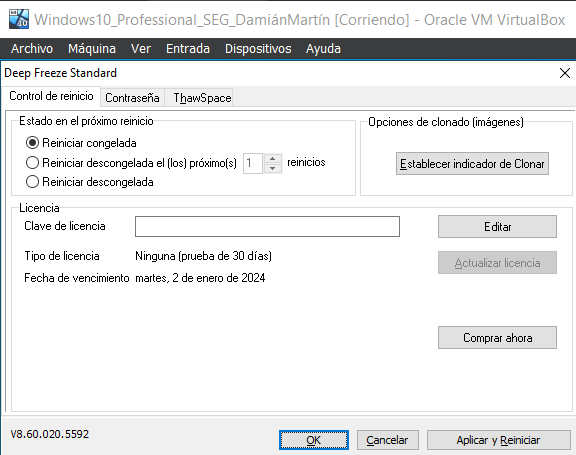 Windows10_Professional_SEG_DamiánMartín [Corriendo] - Oracle VM VirtualBox
Archivo Máquina Ver Entrada Dispositivos Ayuda
Deep Freeze Standard
Control de reinicio Contraseña ThawSpace
Estado en el próximo reinicio
Reiniciar congelada
Reiniciar descongelada el (los) próximo(s) 1 reinicios
Reiniciar descongelada
Opciones de clonado (imágenes)
Establecer indicador de Clonar
Licencia
Clave de licencia Editar
Tipo de licencia Ninguna (prueba de 30 días) Actualizar licencia
Fecha de vencimiento martes, 2 de enero de 2024
Comprar ahora
V8.60.020.5592
OK Cancelar Aplicar y Reiniciar